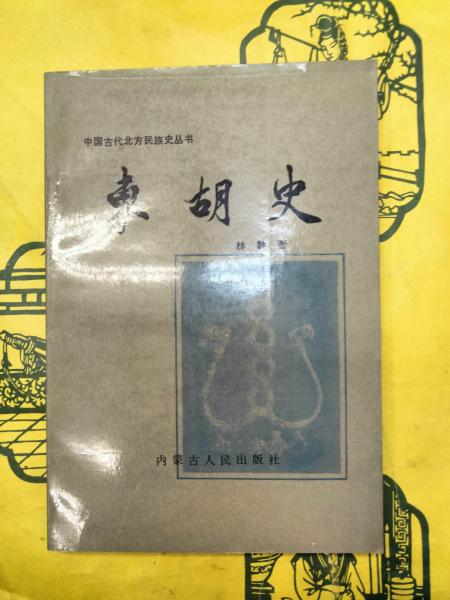 中国古代北方民族史丛书
東胡史
林幹著
内蒙古人民出版社